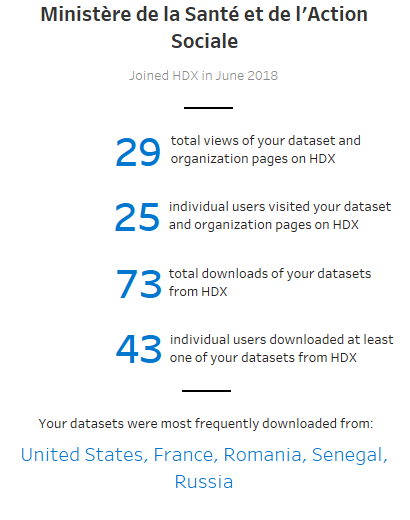 Ministère de la Santé et de l'Action
Sociale
Joined HDX in June 2018
29
total views of your dataset and
organization pages on HDX
25
individual users visited your dataset
and organization pages on HDX
73
total downloads of your datasets
from HDX
43
individual users downloaded at least
one of your datasets from HDX
Your datasets were most frequently downloaded from:
United States, France, Romania, Senegal,
Russia